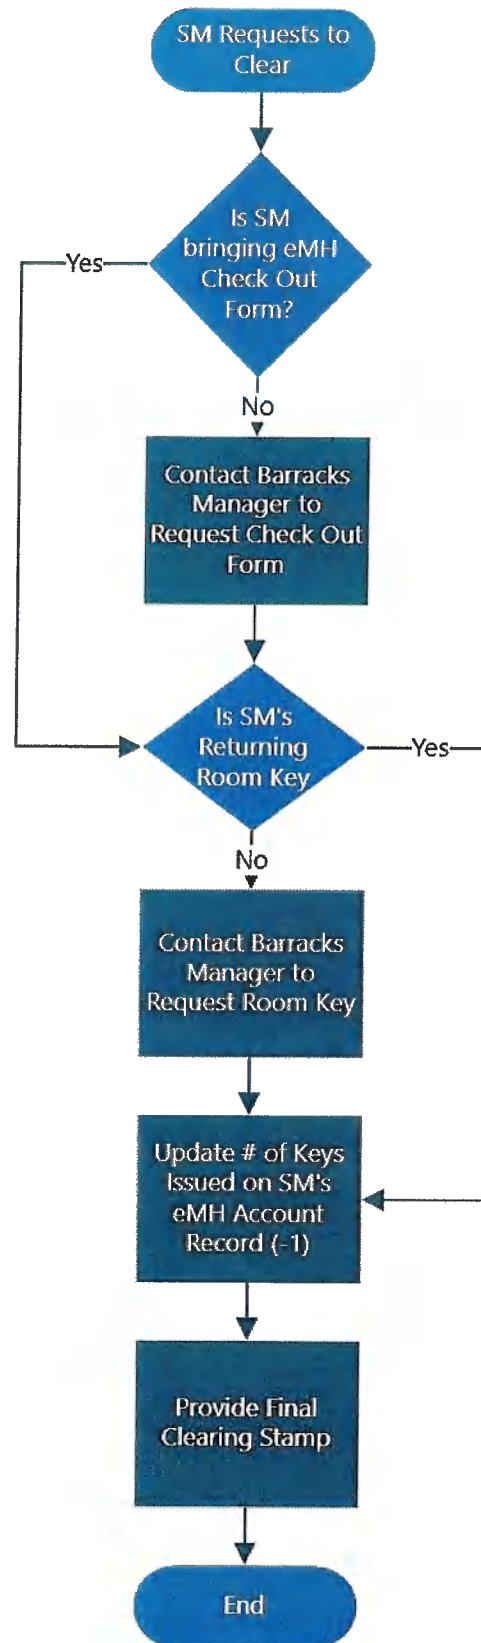 SM Requests to
Clear
Is SM
bringing eMH
Check Out
Form?
Yes
No
Contact Barracks
Manager to
Request Check Out
Form
Is SM's
Returning
Room Key
Yes
No
Contact Barracks
Manager to
Request Room Key
Update # of Keys
Issued on SM's
eMH Account
Record (-1)
Provide Final
Clearing Stamp
End